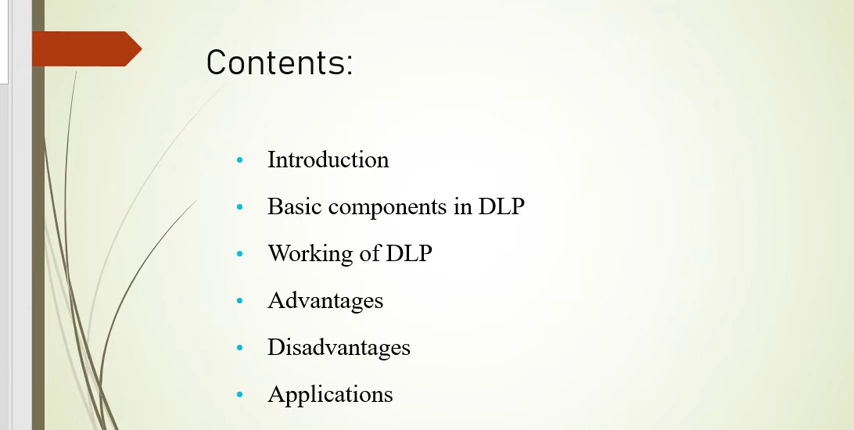 Contents:
• Introduction
• Basic components in DLP
• Working of DLP
• Advantages
• Disadvantages
• Applications